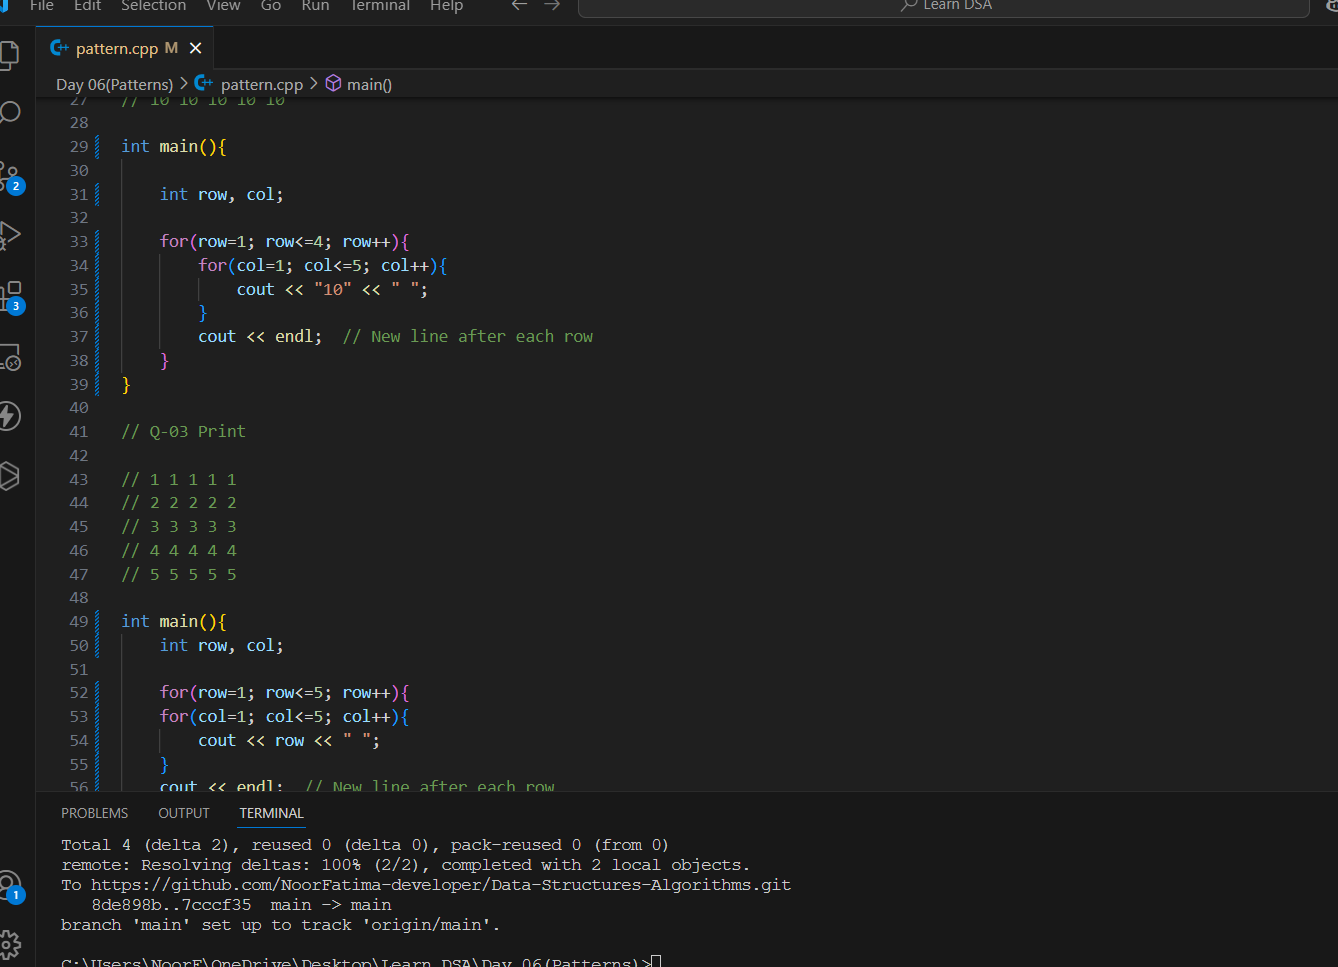 File Edit Selection View Go Run Terminal Help Learn DSA
pattern.cpp M
Day 06(Patterns) > pattern.cpp > main()
27 // 10 10 10 10 10
28
29 int main(){
30
31 int row, col;
32
33 for(row=1; row<=4; row++){
34 for(col=1; col<=5; col++){
35 cout << "10" << " ";
36 }
37 cout << endl; // New line after each row
38 }
39 }
40
41 // Q-03 Print
42
43 // 1 1 1 1 1
44 // 2 2 2 2 2
45 // 3 3 3 3 3
46 // 4 4 4 4 4
47 // 5 5 5 5 5
48
49 int main(){
50 int row, col;
51
52 for(row=1; row<=5; row++){
53 for(col=1; col<=5; col++){
54 cout << row << " ";
55 }
56 cout << endl; // New line after each row
2
3
1
PROBLEMS OUTPUT TERMINAL
Total 4 (delta 2), reused 0 (delta 0), pack-reused 0 (from 0)
remote: Resolving deltas: 100% (2/2), completed with 2 local objects.
To https://github.com/NoorFatima-developer/Data-Structures-Algorithms.git
8de898b..7cccf35 main -> main
branch 'main' set up to track 'origin/main'.
C:\Users\NoorF\OneDrive\Desktop\Learn DSA\Day 06(Patterns)>